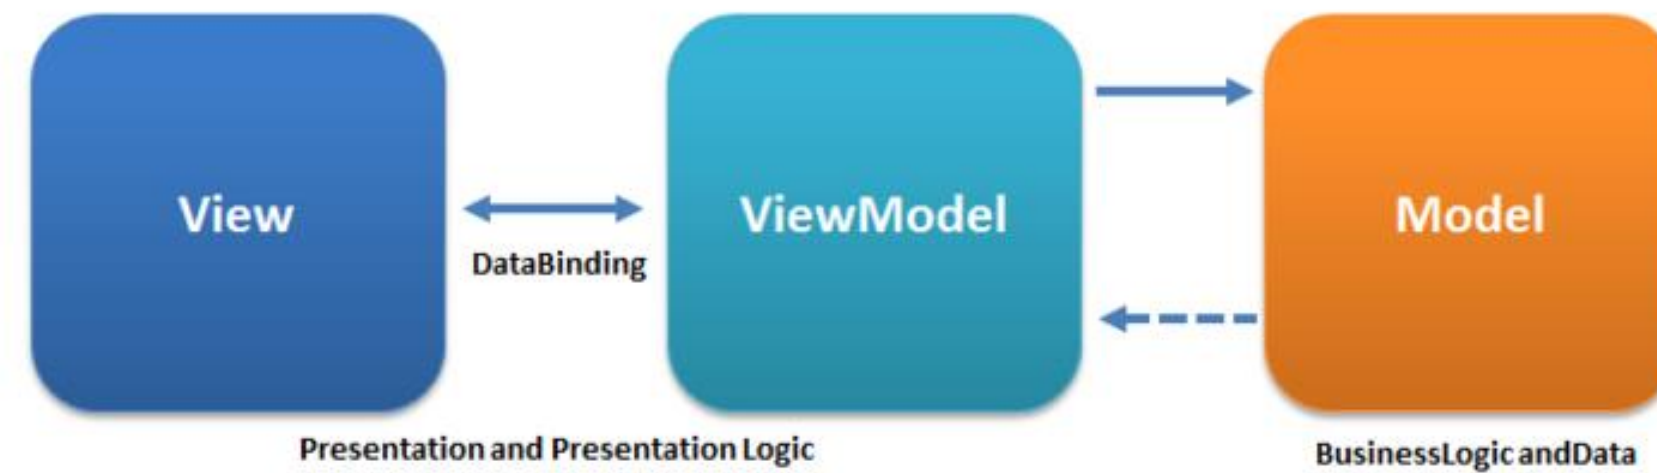 View
ViewModel
Model
DataBinding
Presentation and Presentation Logic
BusinessLogic andData